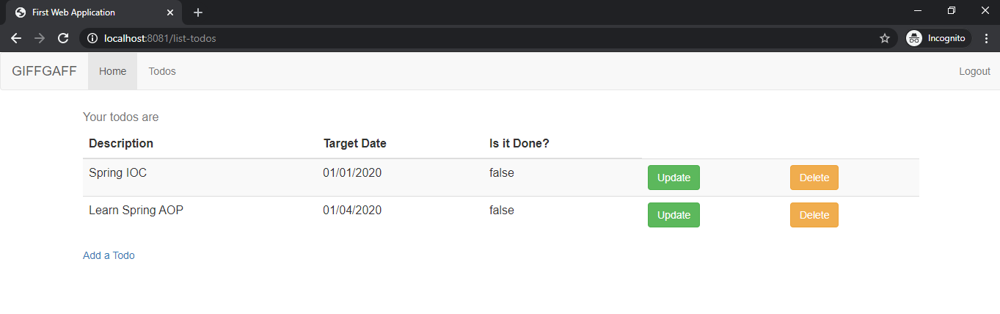 First Web Application
localhost:8081/list-todos
Incognito
GIFFGAFF Home Todos Logout
Your todos are
Description Target Date Is it Done?
Spring IOC 01/01/2020 false Update Delete
Learn Spring AOP 01/04/2020 false Update Delete
Add a Todo